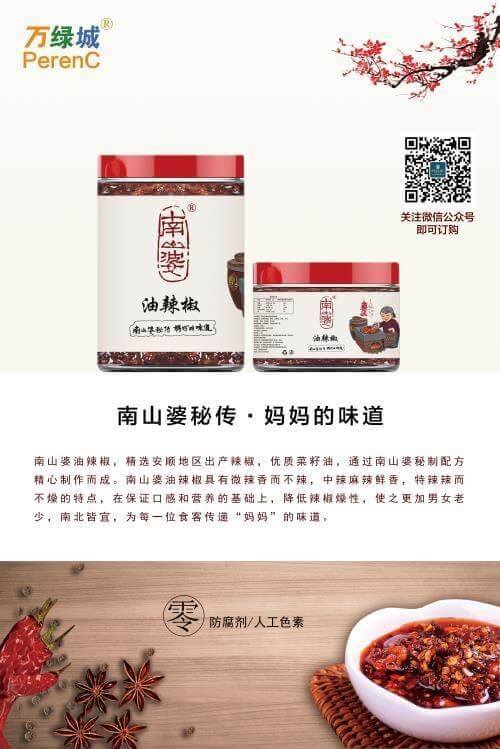 万绿城®
PerenC
关注微信公众号
即可订购
南山婆®
油辣椒
南山婆秘传 妈妈的味道
南山婆
油辣椒
南山婆秘传·妈妈的味道
南山婆油辣椒，精选安顺地区出产辣椒，优质菜籽油，通过南山婆秘制配方
精心制作而成。南山婆油辣椒具有微辣香而不辣，中辣麻辣鲜香，特辣辣而
不燥的特点，在保证口感和营养的基础上，降低辣椒燥性，使之更加男女老
少，南北皆宜，为每一位食客传递“妈妈”的味道。
零 防腐剂/人工色素